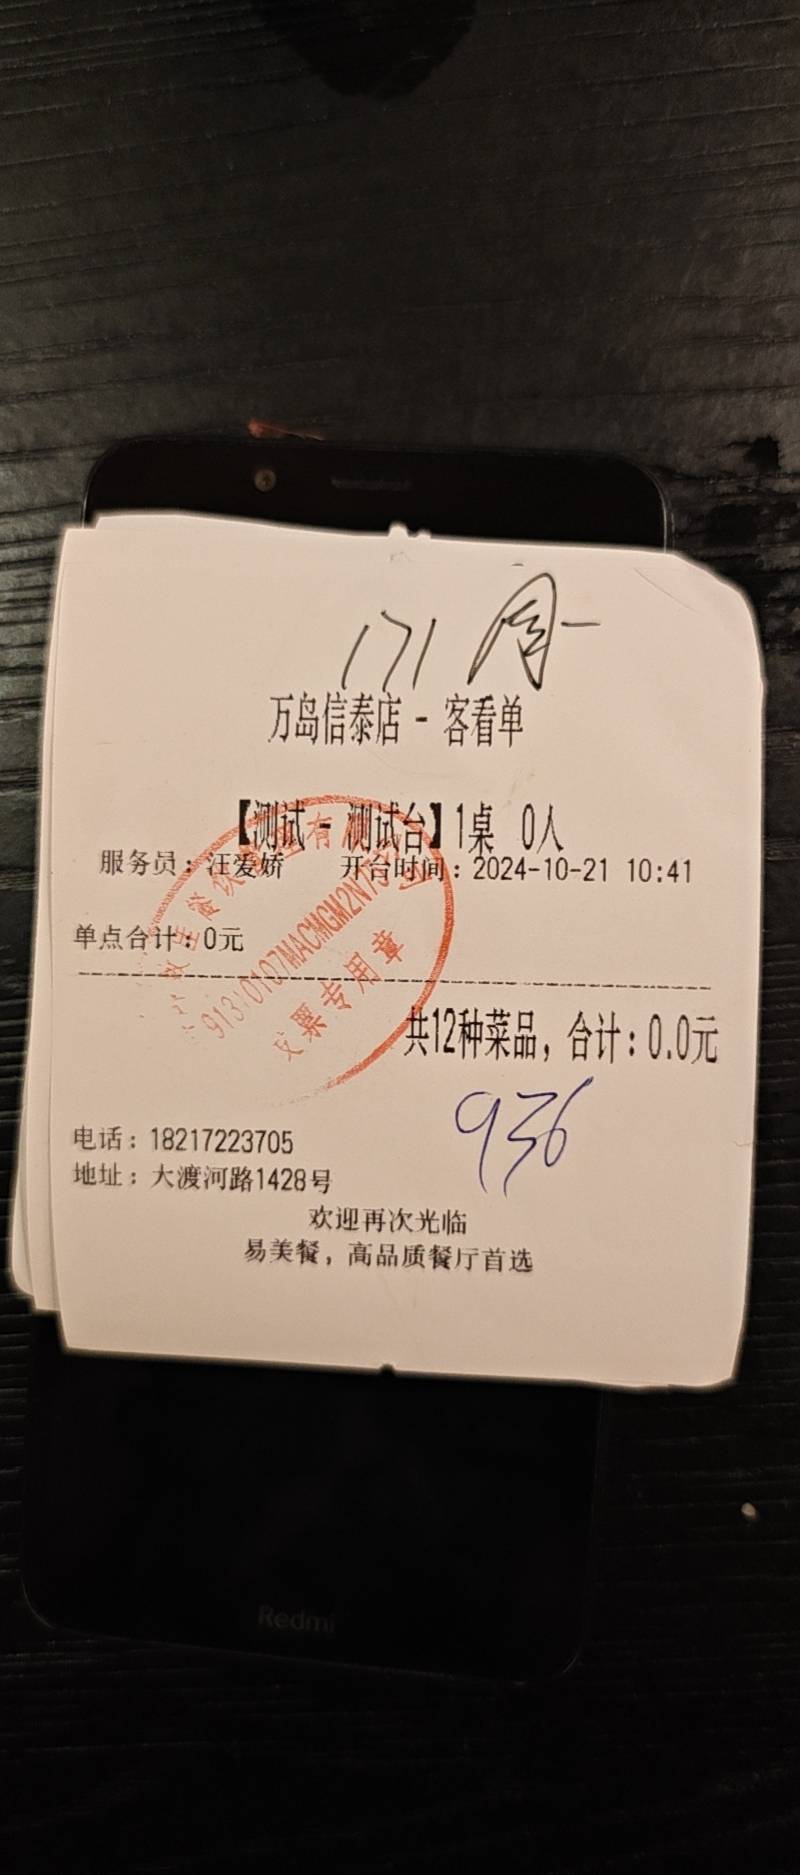 171 周一
万岛信泰店 - 客看单
【测试 - 测试台】1桌 0人
服务员：汪爱娇 开台时间：2024-10-21 10:41
单点合计：0元
发票专用章
共12种菜品，合计：0.0元
936
电话：18217223705
地址：大渡河路1428号
欢迎再次光临
易美餐，高品质餐厅首选
Redmi